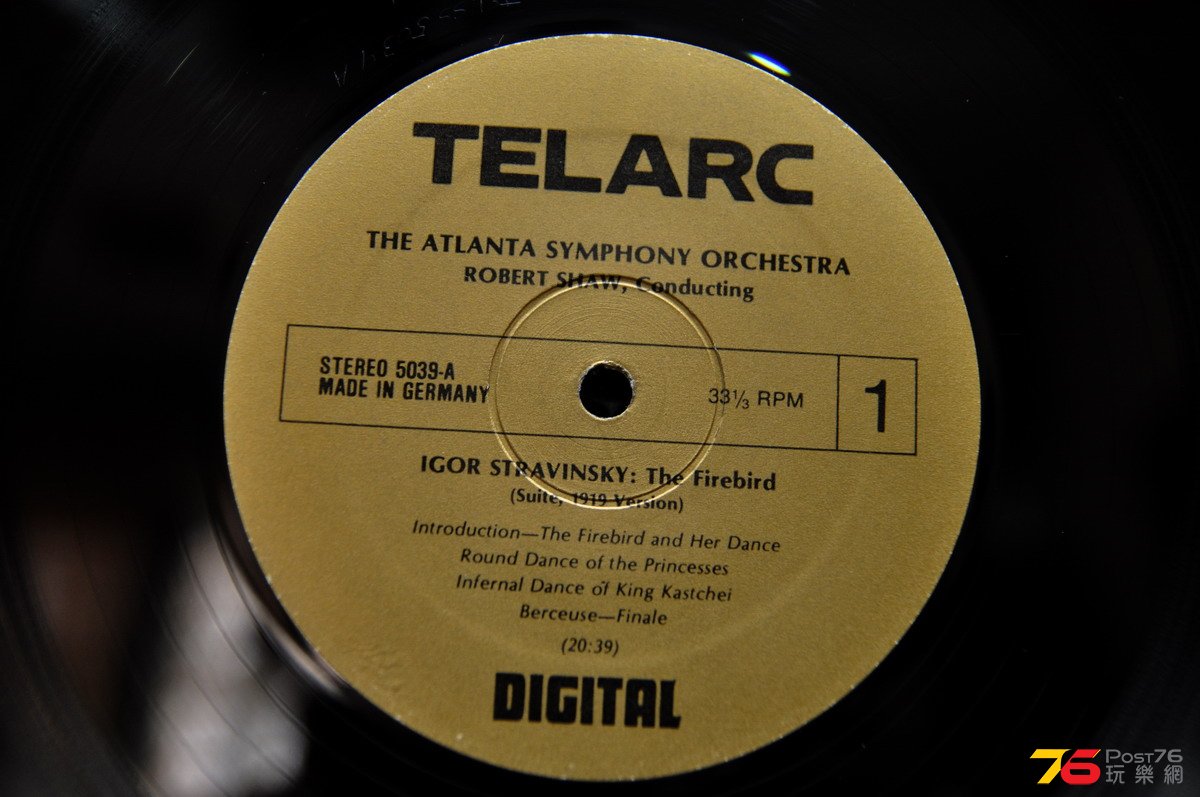 TELARC
THE ATLANTA SYMPHONY ORCHESTRA
ROBERT SHAW, Conducting
STEREO 5039-A
MADE IN GERMANY
33⅓ RPM
1
IGOR STRAVINSKY: The Firebird
(Suite, 1919 Version)
Introduction—The Firebird and Her Dance
Round Dance of the Princesses
Infernal Dance of King Kastchei
Berceuse—Finale
(20:39)
DIGITAL
76 POST76
玩樂網